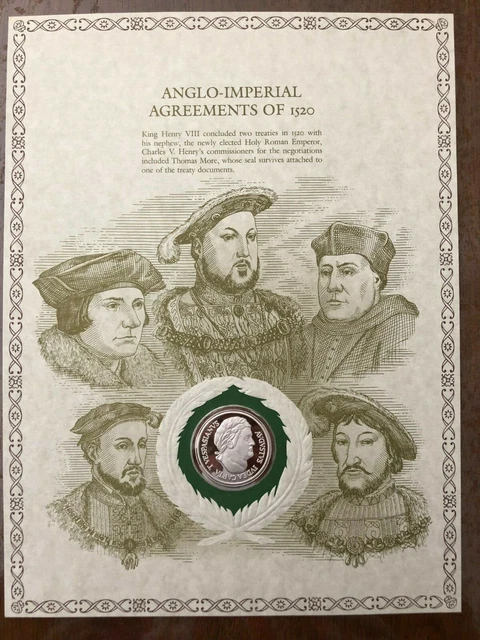 ANGLO-IMPERIAL
AGREEMENTS OF 1520
King Henry VIII concluded two treaties in 1520 with
his nephew, the newly elected Holy Roman Emperor,
Charles V. Henry's commissioners for the negotiations
included Thomas More, whose seal survives attached to
one of the treaty documents.
T VESPASIANVS AVGVSTVS